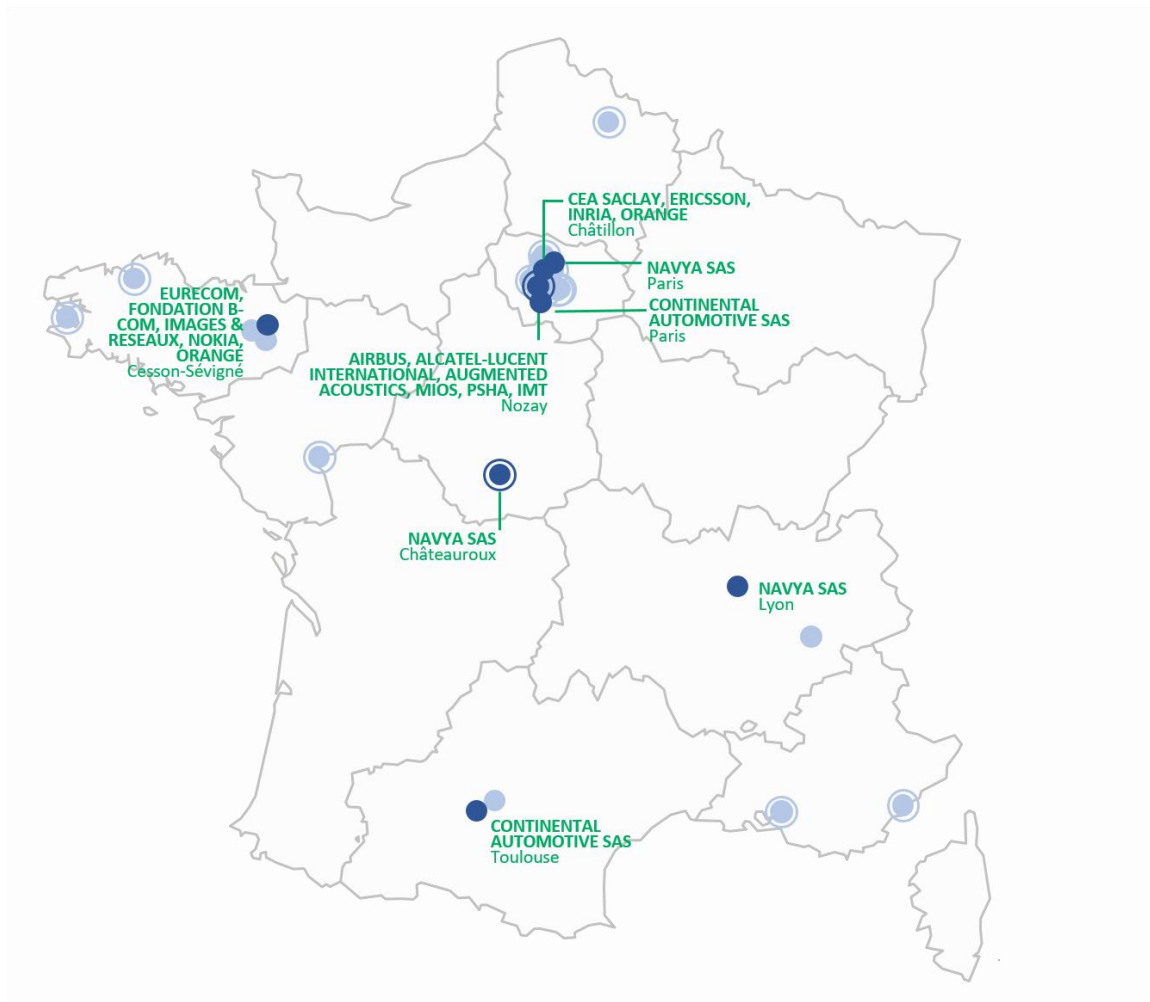 CEA SACLAY, ERICSSON,
INRIA, ORANGE
Châtillon
NAVYA SAS
Paris
CONTINENTAL
AUTOMOTIVE SAS
Paris
EURECOM,
FONDATION B-
COM, IMAGES &
RESEAUX, NOKIA,
ORANGE
Cesson-Sévigné
AIRBUS, ALCATEL-LUCENT
INTERNATIONAL, AUGMENTED
ACOUSTICS, MIOS, PSHA, IMT
Nozay
NAVYA SAS
Châteauroux
NAVYA SAS
Lyon
CONTINENTAL
AUTOMOTIVE SAS
Toulouse